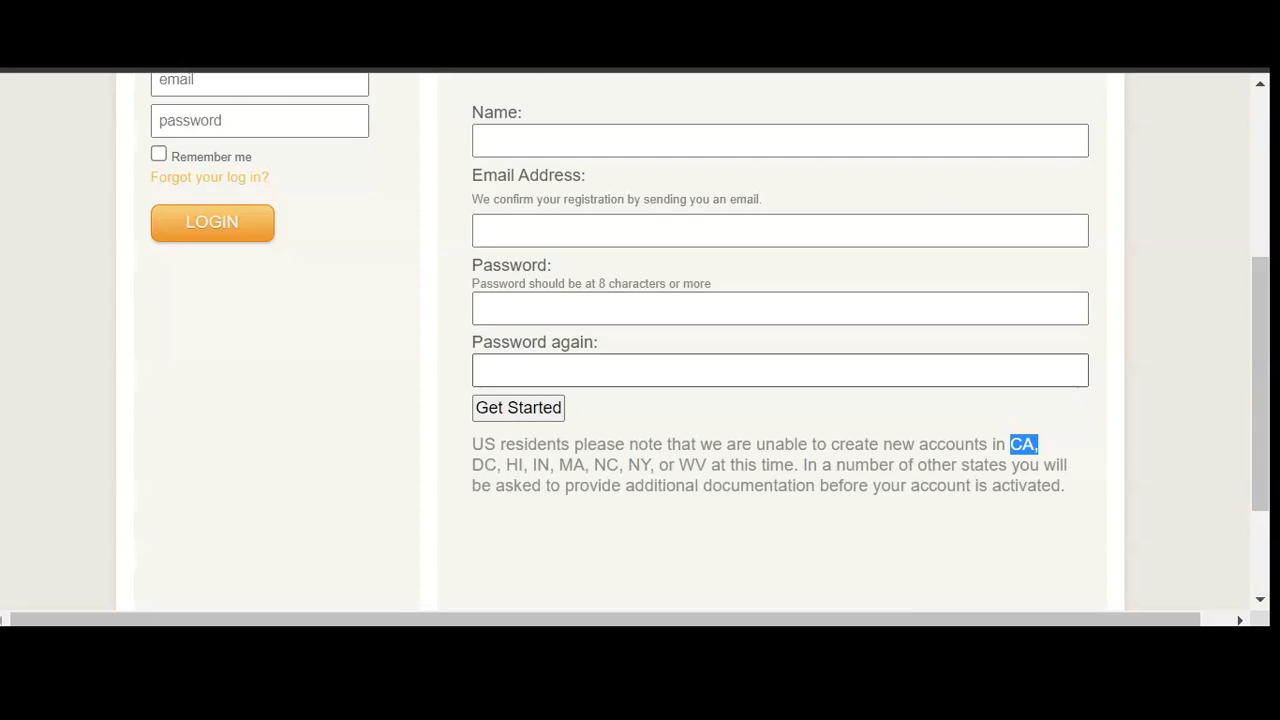 email
password
Remember me
Forgot your log in?
LOGIN
Name:
Email Address:
We confirm your registration by sending you an email.
Password:
Password should be at 8 characters or more
Password again:
Get Started
US residents please note that we are unable to create new accounts in CA,
DC, HI, IN, MA, NC, NY, or WV at this time. In a number of other states you will
be asked to provide additional documentation before your account is activated.